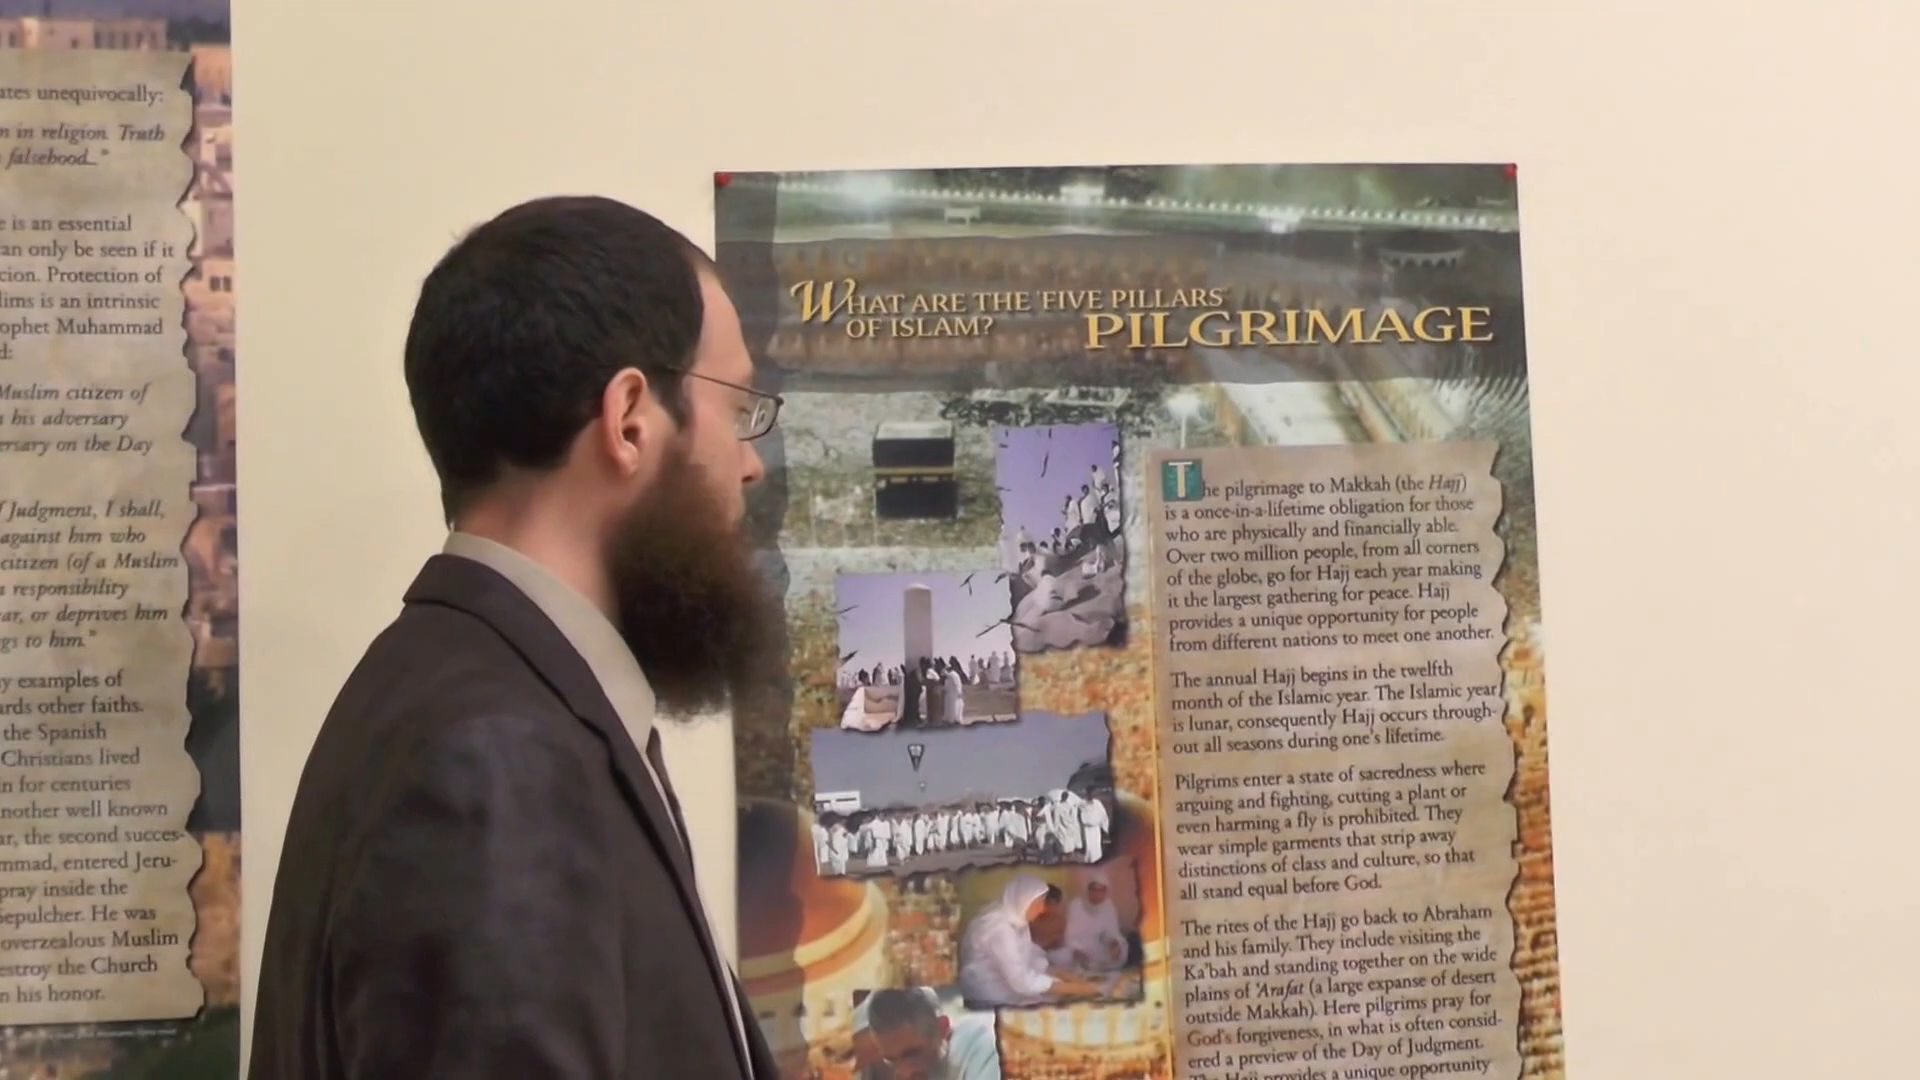 ates unequivocally:
n in religion. Truth
falsehood..."
e is an essential
an only be seen if it
cion. Protection of
lims is an intrinsic
ophet Muhammad
d:
Muslim citizen of
his adversary
ersary on the Day
f Judgment, I shall,
against him who
citizen (of a Muslim
responsibility
ar, or deprives him
gs to him."
y examples of
ards other faiths.
the Spanish
Christians lived
n for centuries
nother well known
ar, the second succes-
mmad, entered Jeru-
pray inside the
Sepulcher. He was
overzealous Muslim
estroy the Church
n his honor.
WHAT ARE THE 'FIVE PILLARS'
OF ISLAM?
PILGRIMAGE
The pilgrimage to Makkah (the Hajj)
is a once-in-a-lifetime obligation for those
who are physically and financially able.
Over two million people, from all corners
of the globe, go for Hajj each year making
it the largest gathering for peace. Hajj
provides a unique opportunity for people
from different nations to meet one another.
The annual Hajj begins in the twelfth
month of the Islamic year. The Islamic year
is lunar, consequently Hajj occurs through-
out all seasons during one's lifetime.
Pilgrims enter a state of sacredness where
arguing and fighting, cutting a plant or
even harming a fly is prohibited. They
wear simple garments that strip away
distinctions of class and culture, so that
all stand equal before God.
The rites of the Hajj go back to Abraham
and his family. They include visiting the
Ka'bah and standing together on the wide
plains of 'Arafat (a large expanse of desert
outside Makkah). Here pilgrims pray for
God's forgiveness, in what is often consid-
ered a preview of the Day of Judgment.
The Hajj provides a unique opportunity